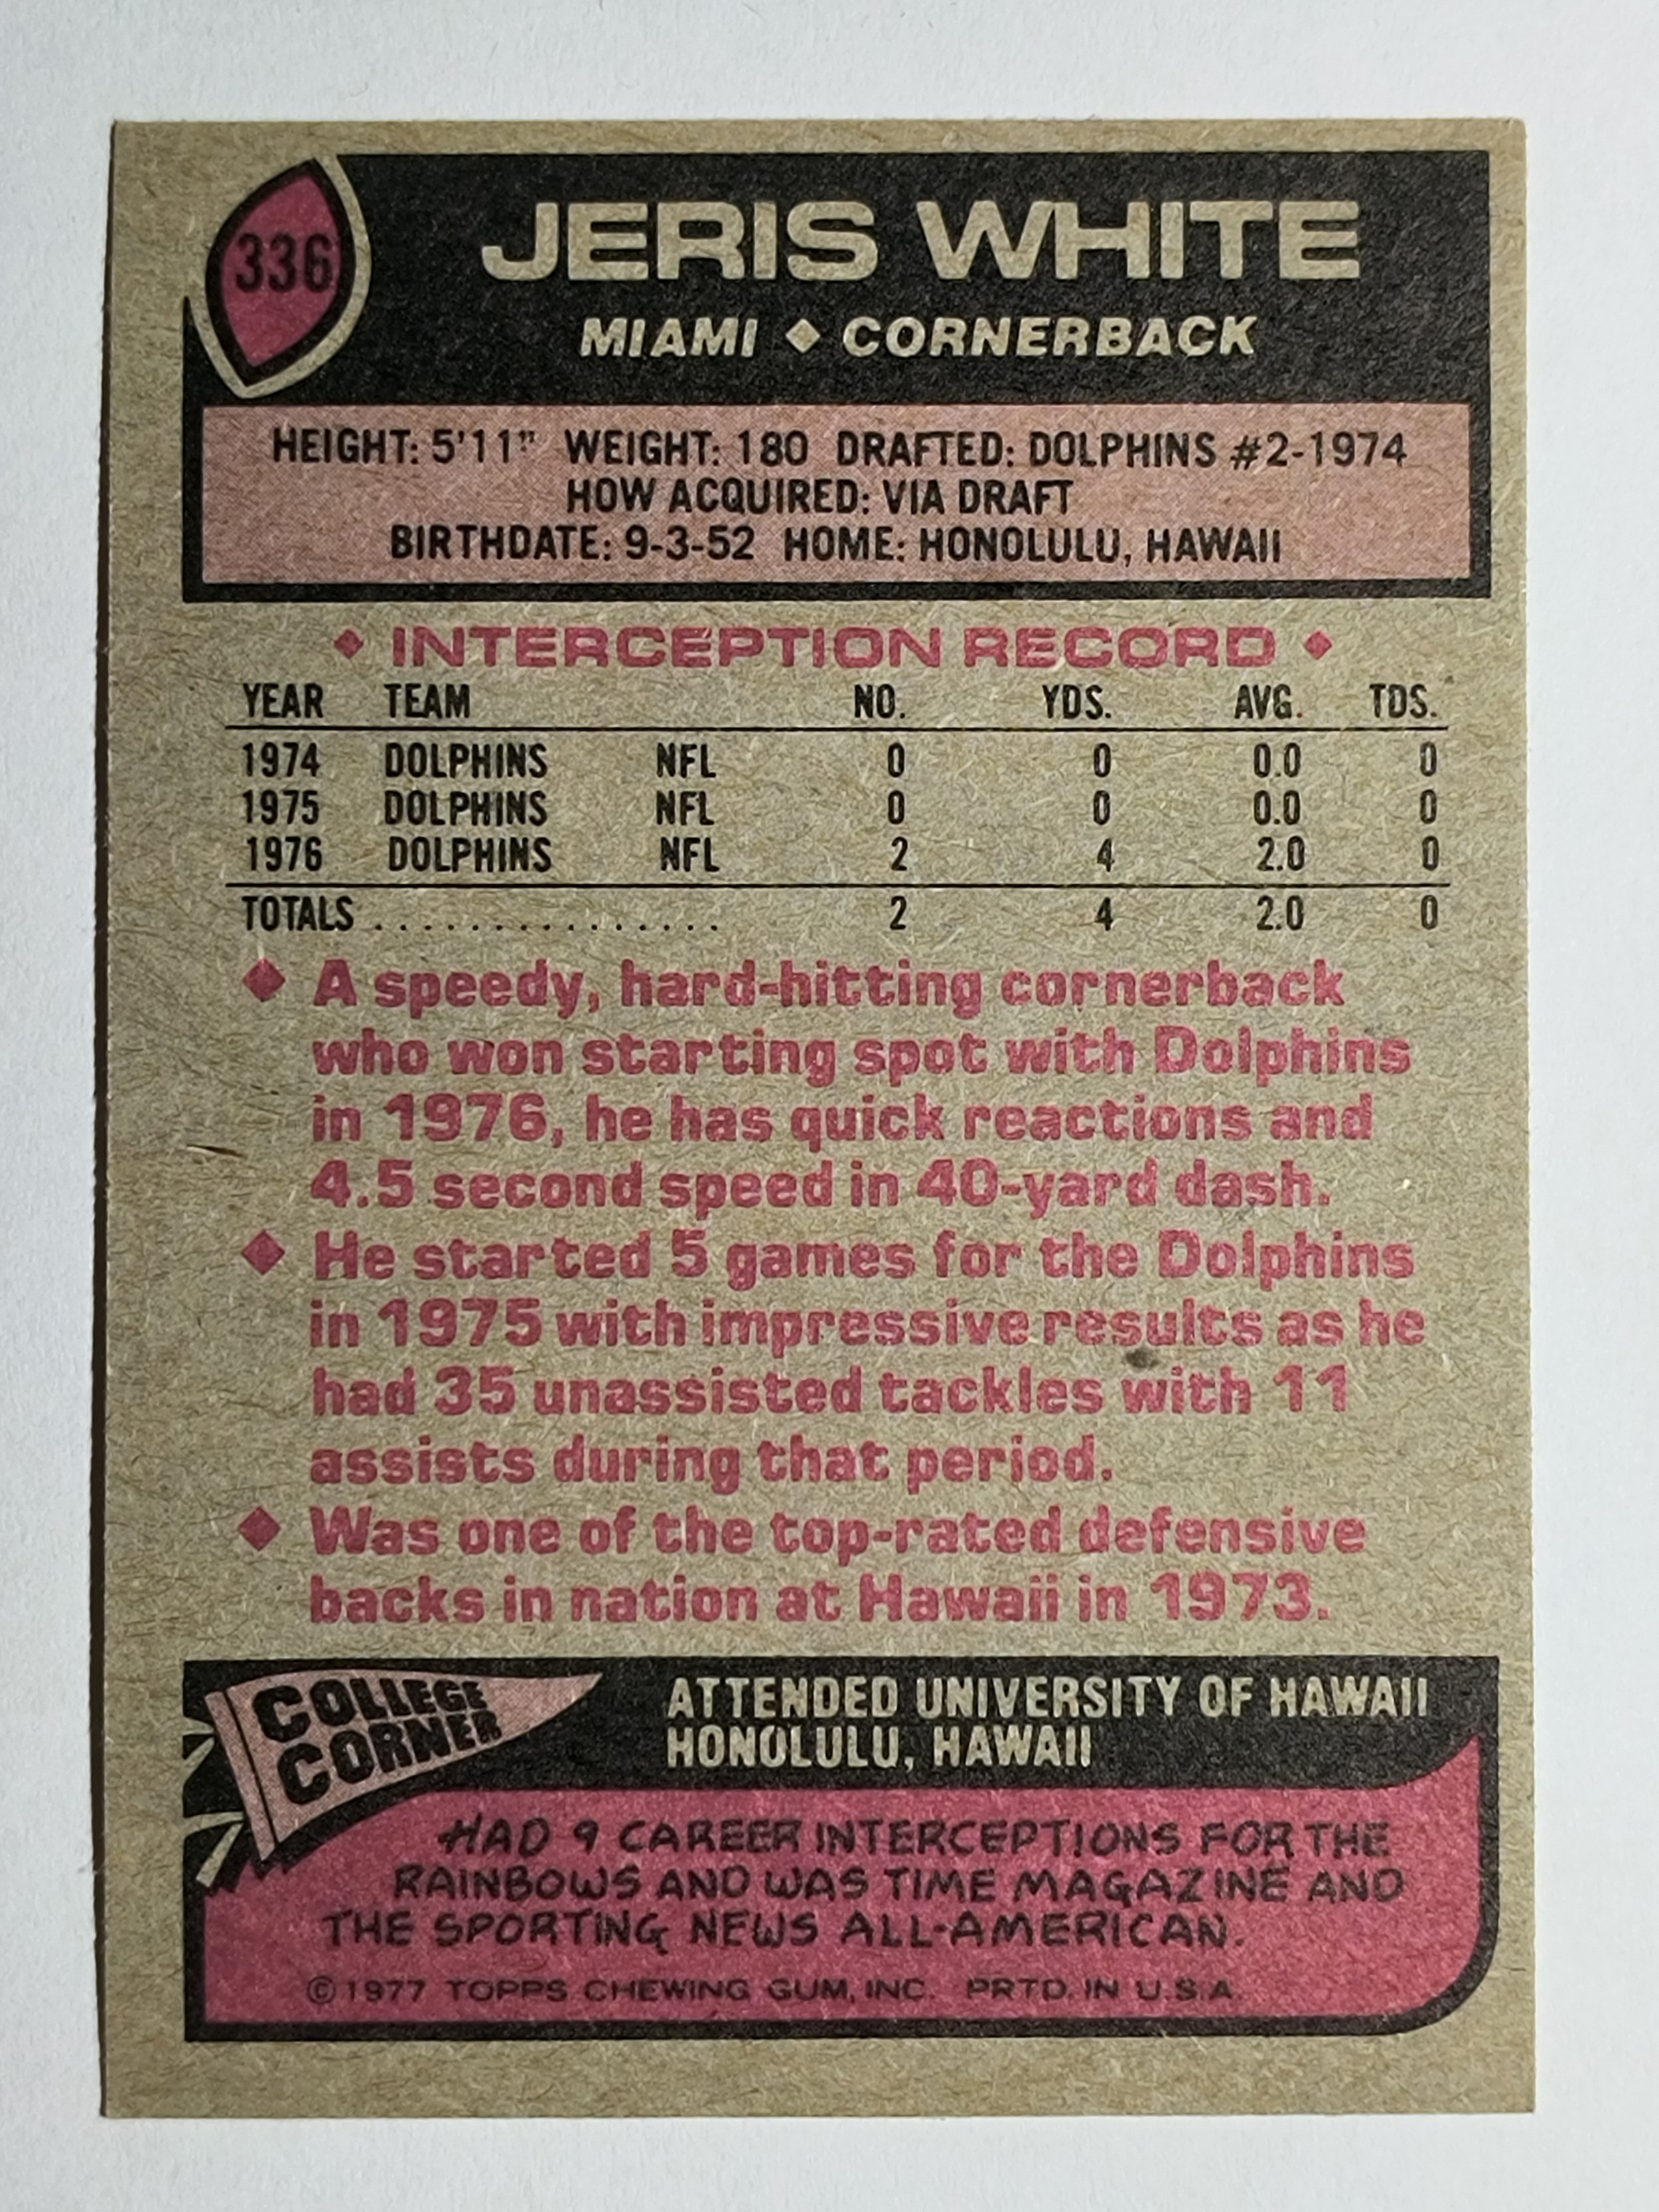 336
JERIS WHITE
MIAMI ◆ CORNERBACK
HEIGHT: 5'11" WEIGHT: 180 DRAFTED: DOLPHINS #2-1974
HOW ACQUIRED: VIA DRAFT
BIRTHDATE: 9-3-52 HOME: HONOLULU, HAWAII
◆ INTERCEPTION RECORD ◆
YEAR TEAM NO. YDS. AVG. TDS.
1974 DOLPHINS NFL 0 0 0.0 0
1975 DOLPHINS NFL 0 0 0.0 0
1976 DOLPHINS NFL 2 4 2.0 0
TOTALS . . . . . . . . . . . . . . . 2 4 2.0 0
◆ A speedy, hard-hitting cornerback
who won starting spot with Dolphins
in 1976, he has quick reactions and
4.5 second speed in 40-yard dash.
◆ He started 5 games for the Dolphins
in 1975 with impressive results as he
had 35 unassisted tackles with 11
assists during that period.
◆ Was one of the top-rated defensive
backs in nation at Hawaii in 1973.
COLLEGE
CORNER
ATTENDED UNIVERSITY OF HAWAII
HONOLULU, HAWAII
HAD 9 CAREER INTERCEPTIONS FOR THE
RAINBOWS AND WAS TIME MAGAZINE AND
THE SPORTING NEWS ALL-AMERICAN.
© 1977 TOPPS CHEWING GUM, INC. PRTD. IN U.S.A.